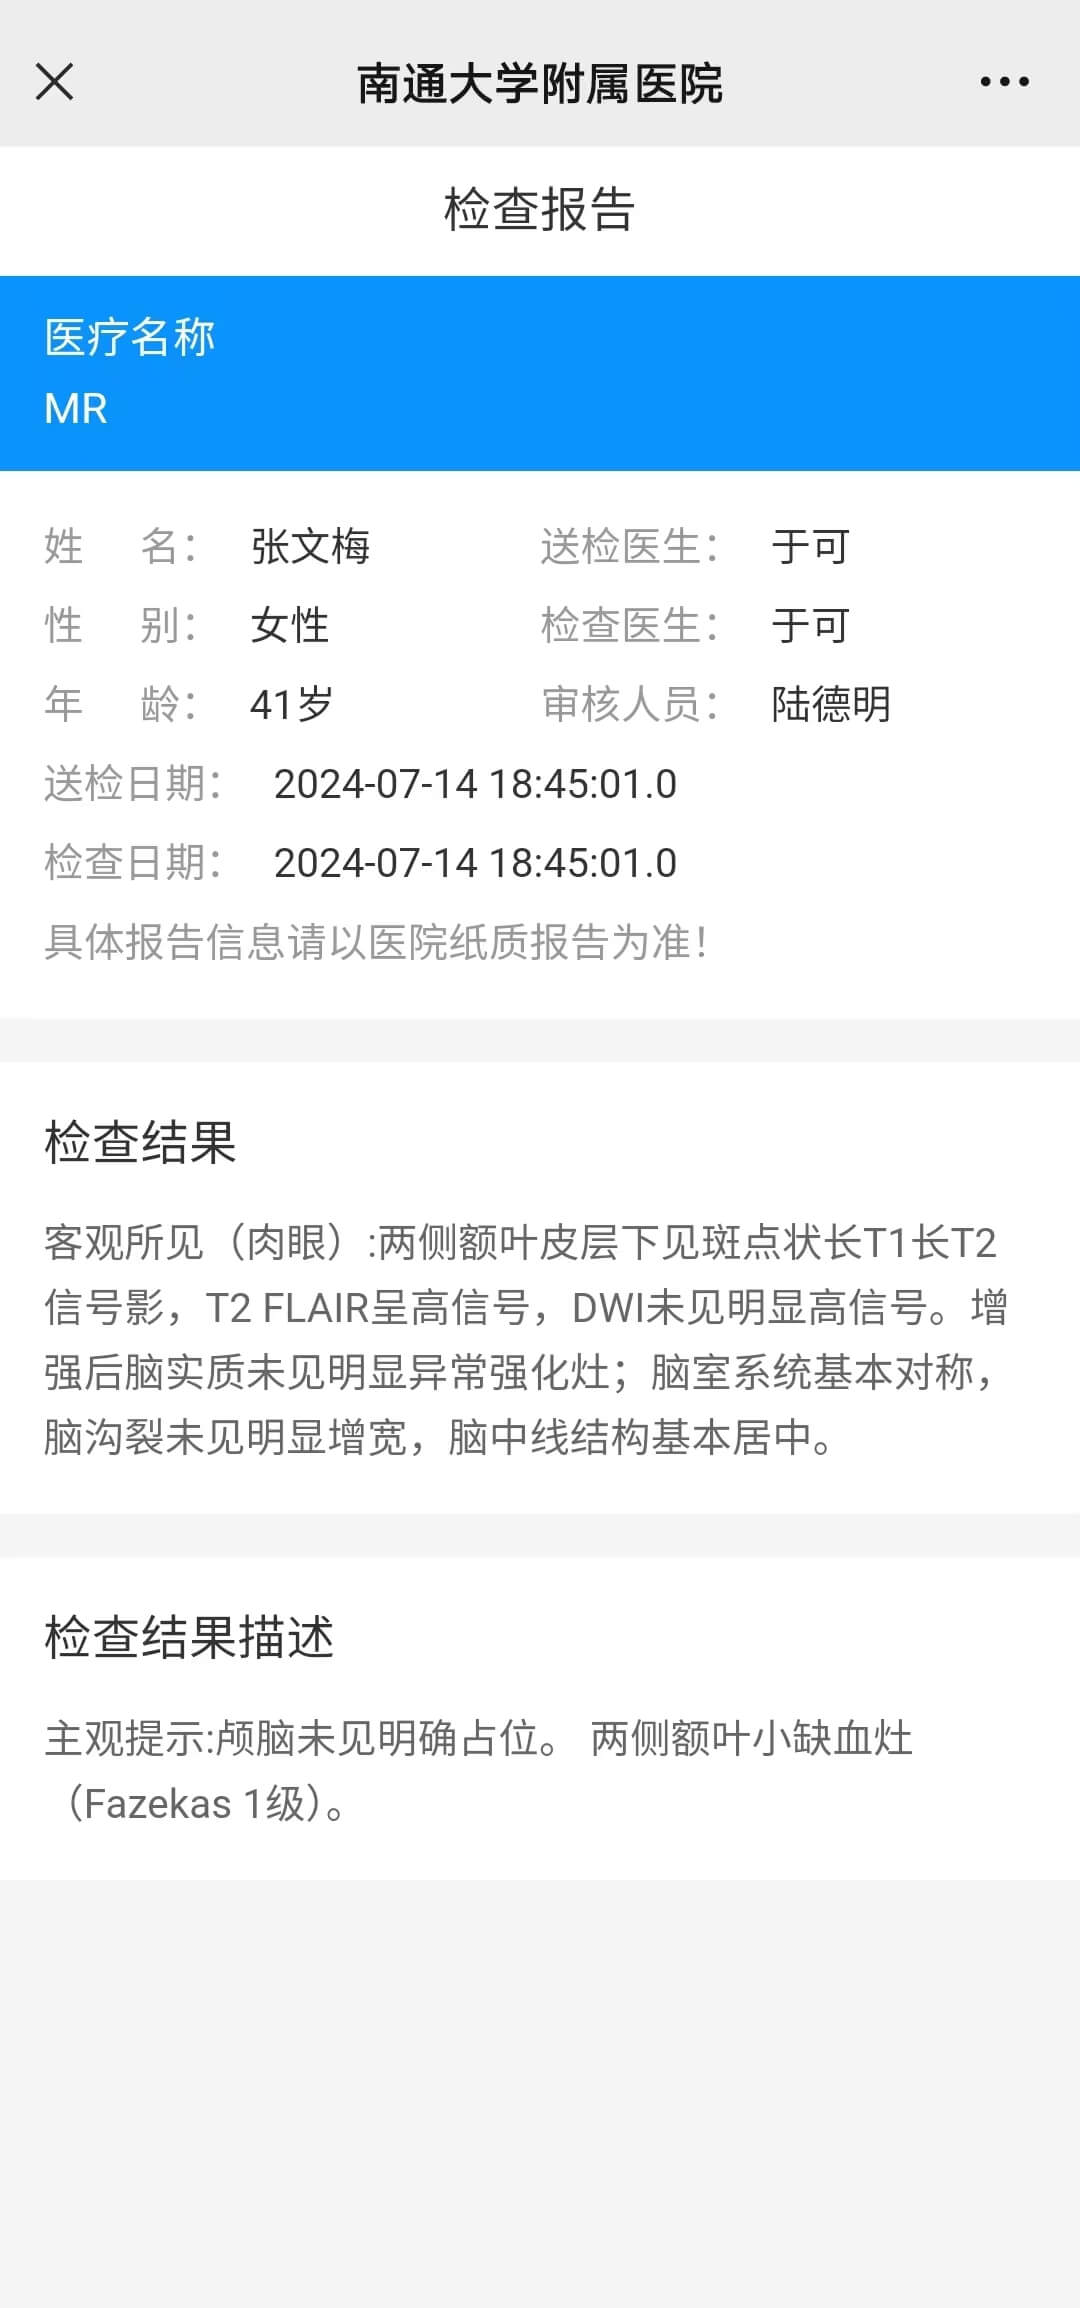 南通大学附属医院
检查报告
医疗名称
MR
姓 名： 张文梅 送检医生： 于可
性 别： 女性 检查医生： 于可
年 龄： 41岁 审核人员： 陆德明
送检日期： 2024-07-14 18:45:01.0
检查日期： 2024-07-14 18:45:01.0
具体报告信息请以医院纸质报告为准！
检查结果
客观所见（肉眼）:两侧额叶皮层下见斑点状长T1长T2
信号影，T2 FLAIR呈高信号，DWI未见明显高信号。增
强后脑实质未见明显异常强化灶；脑室系统基本对称，
脑沟裂未见明显增宽，脑中线结构基本居中。
检查结果描述
主观提示:颅脑未见明确占位。 两侧额叶小缺血灶
（Fazekas 1级）。